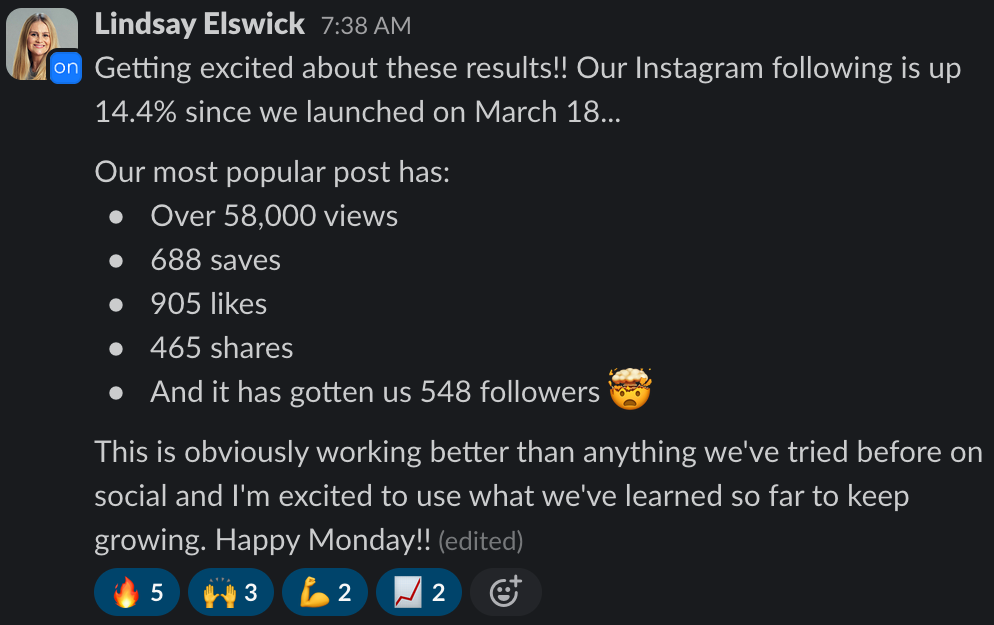 Lindsay Elswick 7:38 AM
on
Getting excited about these results!! Our Instagram following is up
14.4% since we launched on March 18...
Our most popular post has:
● Over 58,000 views
● 688 saves
● 905 likes
● 465 shares
● And it has gotten us 548 followers 🤯
This is obviously working better than anything we've tried before on
social and I'm excited to use what we've learned so far to keep
growing. Happy Monday!! (edited)
🔥 5 🙌 3 💪 2 📈 2